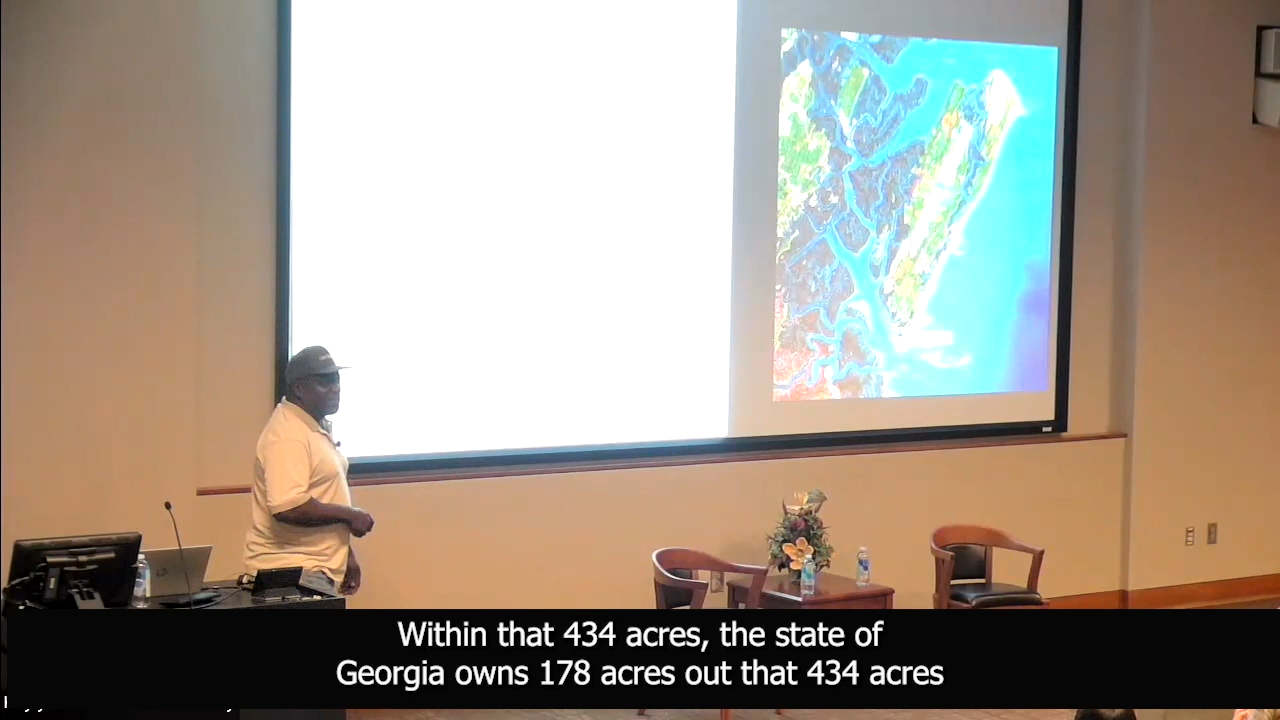 Within that 434 acres, the state of
Georgia owns 178 acres out that 434 acres